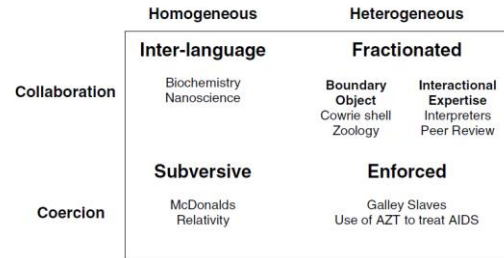 Homogeneous Heterogeneous
Inter-language Fractionated
Collaboration
Biochemistry
Nanoscience
Boundary Object
Cowrie shell
Zoology
Interactional Expertise
Interpreters
Peer Review
Subversive Enforced
Coercion
McDonalds
Relativity
Galley Slaves
Use of AZT to treat AIDS